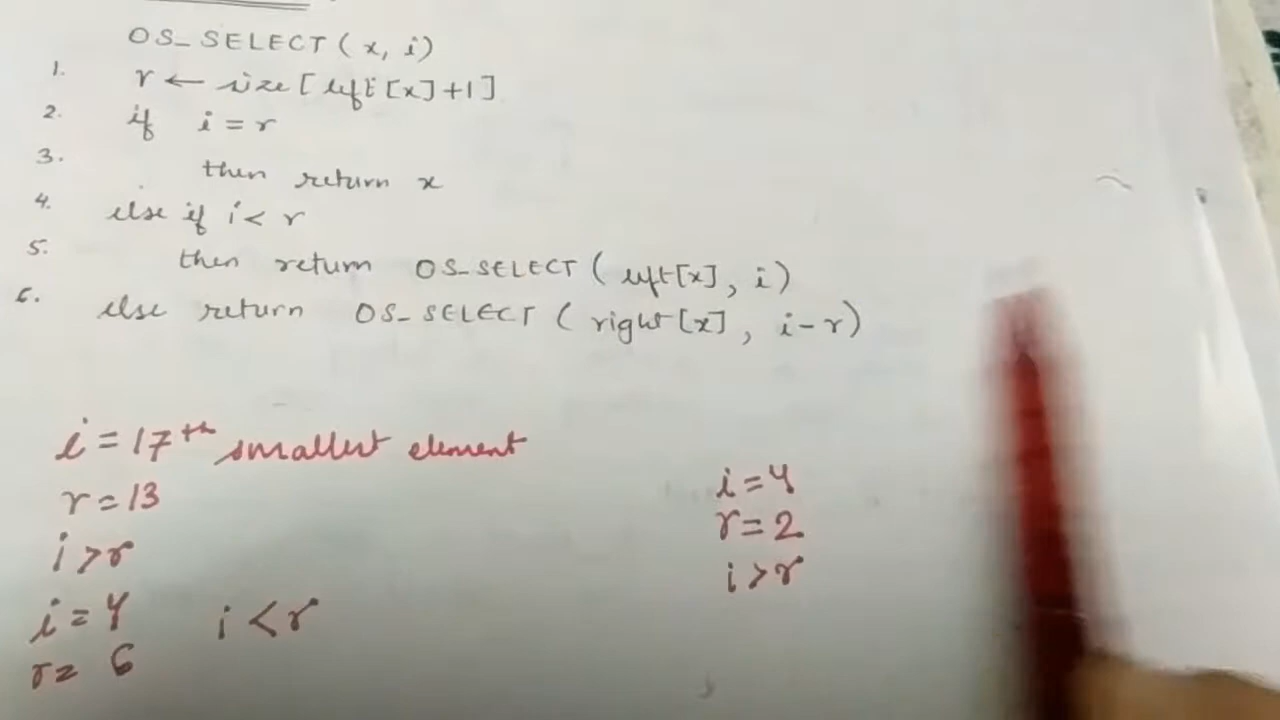 OS_SELECT (x, i)
1. r ← size [left[x]+1]
2. if i = r
3. then return x
4. else if i < r
5. then return OS_SELECT (left[x], i)
6. else return OS_SELECT (right[x], i-r)
i = 17th smallest element
r = 13
i > r
i = 4 i < r
r = 6
i = 4
r = 2
i > r